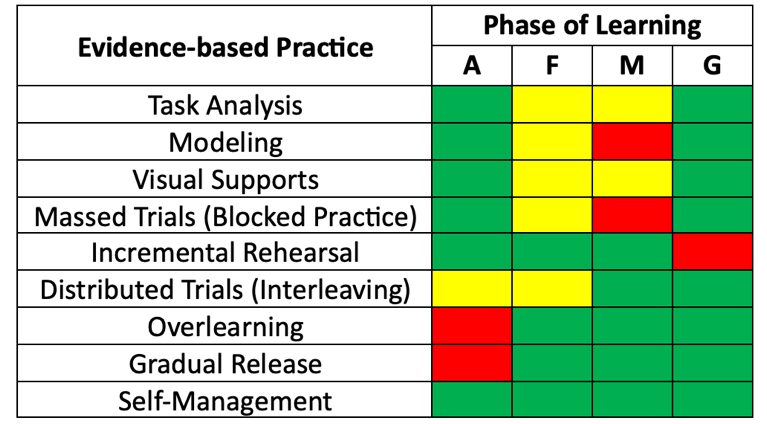 Evidence-based Practice
Phase of Learning
A F M G
Task Analysis
Modeling
Visual Supports
Massed Trials (Blocked Practice)
Incremental Rehearsal
Distributed Trials (Interleaving)
Overlearning
Gradual Release
Self-Management